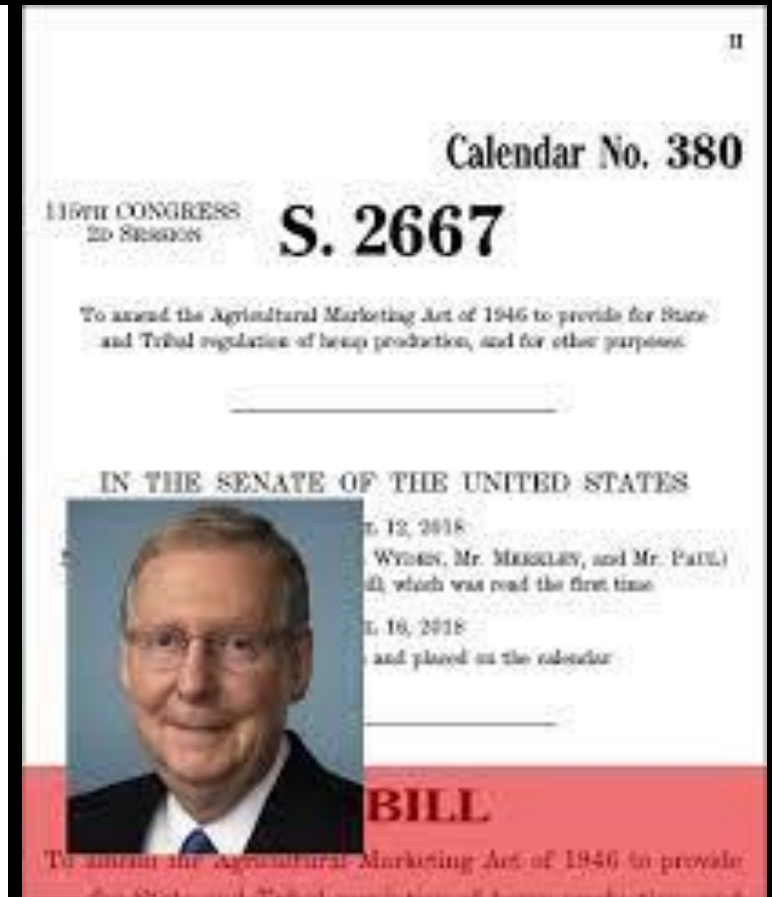 II
Calendar No. 380
115TH CONGRESS
2D SESSION
S. 2667
To amend the Agricultural Marketing Act of 1946 to provide for State
and Tribal regulation of hemp production, and for other purposes.
IN THE SENATE OF THE UNITED STATES
12, 2018
WYDEN, Mr. MERKLEY, and Mr. PAUL)
which was read the first time
16, 2018
and placed on the calendar
BILL
To amend the Agricultural Marketing Act of 1946 to provide